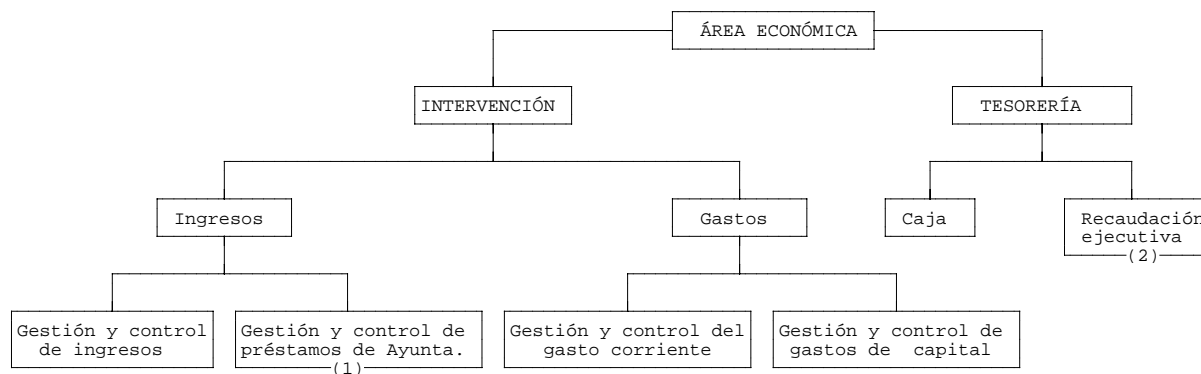 ÁREA ECONÓMICA
INTERVENCIÓN
TESORERÍA
Ingresos
Gastos
Caja
Recaudación
ejecutiva
(2)
Gestión y control
de ingresos
Gestión y control de
préstamos de Ayunta.
(1)
Gestión y control del
gasto corriente
Gestión y control de
gastos de capital